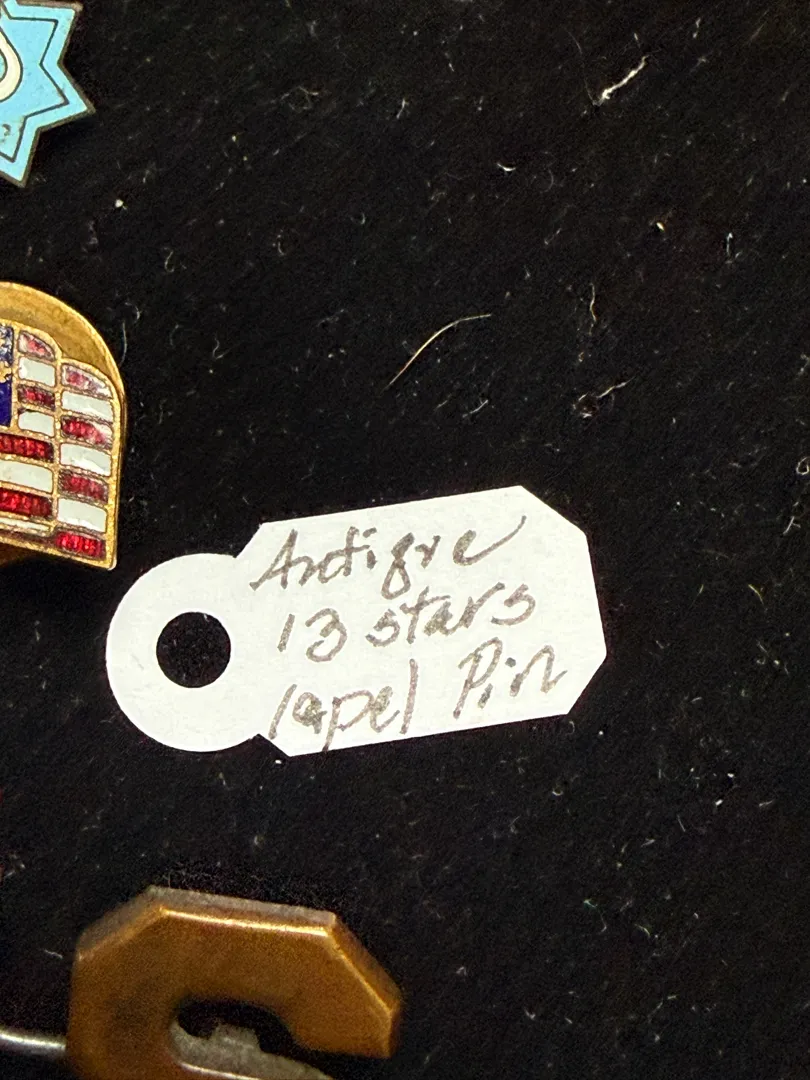 Antique
13 stars
lapel Pin